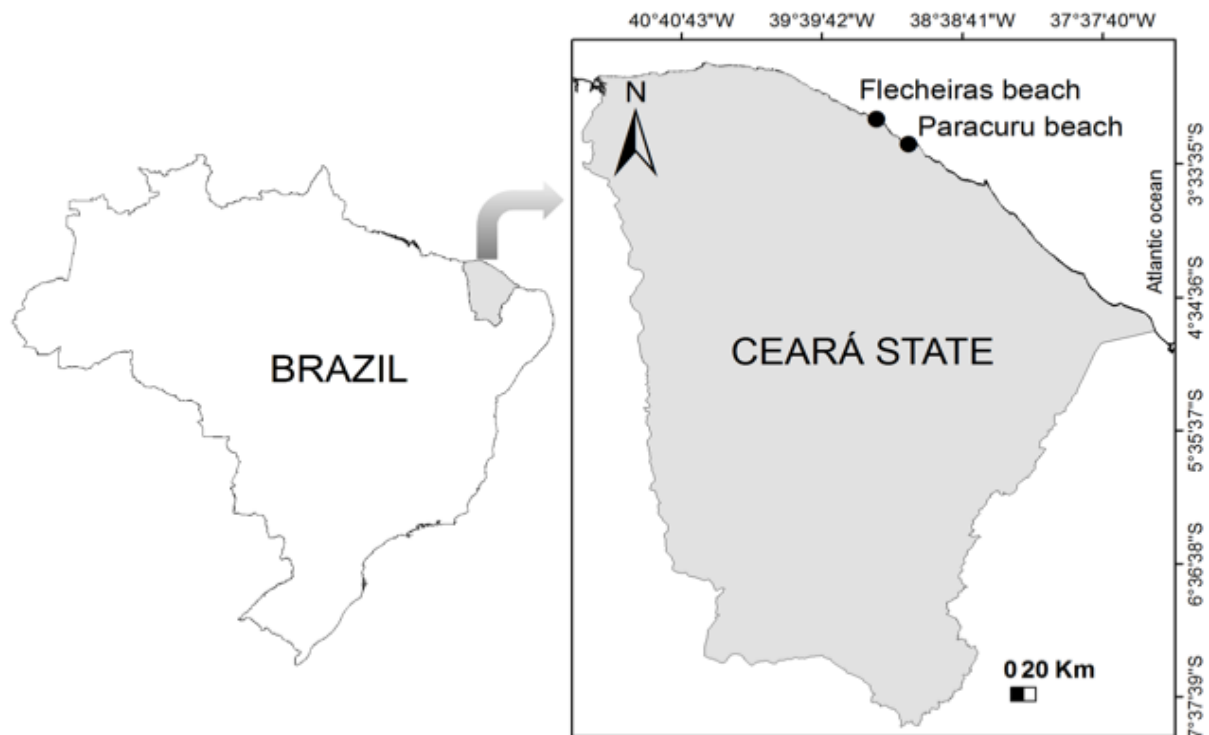 40°40'43"W 39°39'42"W 38°38'41"W 37°37'40"W
N
Flecheiras beach
Paracuru beach
3°33'35"S
Atlantic ocean
4°34'36"S
CEARÁ STATE
BRAZIL
5°35'37"S
6°36'38"S
0 20 Km
7°37'39"S